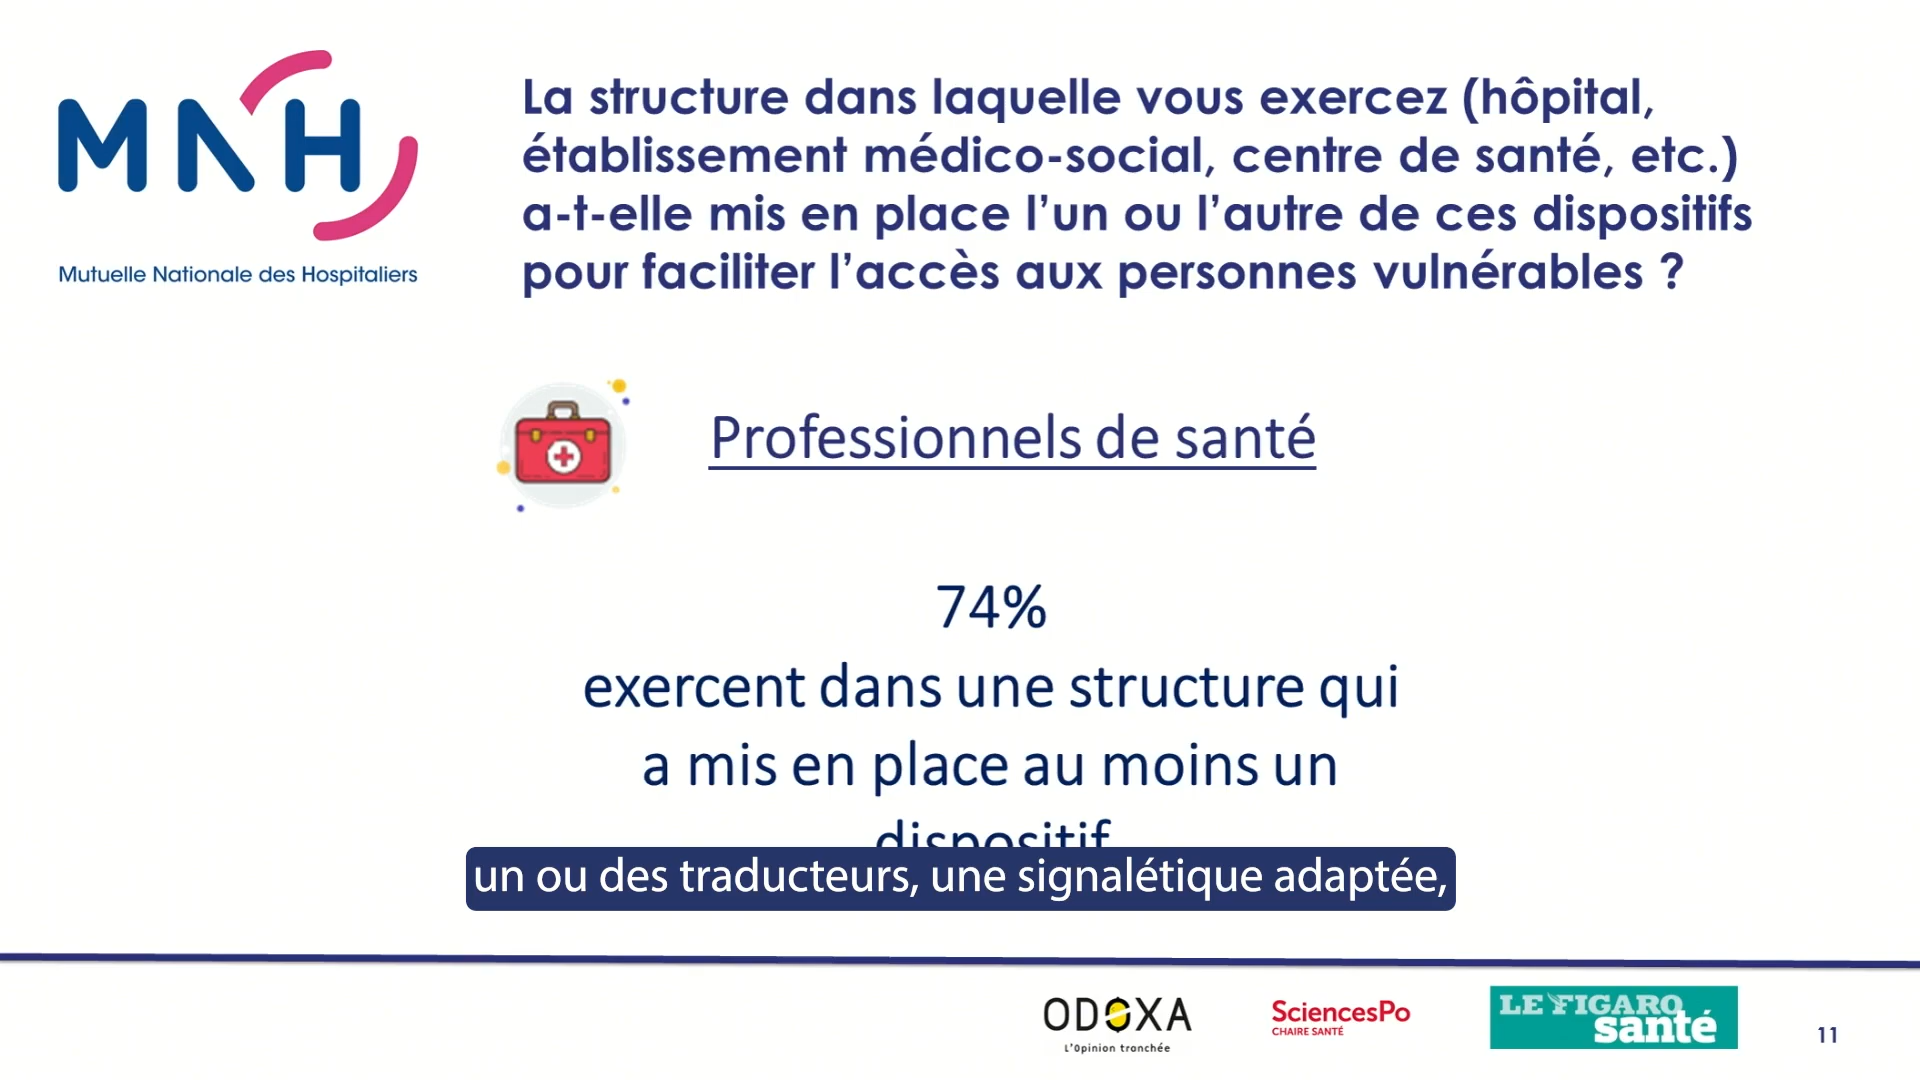 MNH
Mutuelle Nationale des Hospitaliers
La structure dans laquelle vous exercez (hôpital,
établissement médico-social, centre de santé, etc.)
a-t-elle mis en place l’un ou l’autre de ces dispositifs
pour faciliter l’accès aux personnes vulnérables ?
Professionnels de santé
74%
exercent dans une structure qui
a mis en place au moins un
dispositif
un ou des traducteurs, une signalétique adaptée,
ODOXA
L'Opinion tranchée
SciencesPo
CHAIRE SANTÉ
LE FIGARO
santé
11